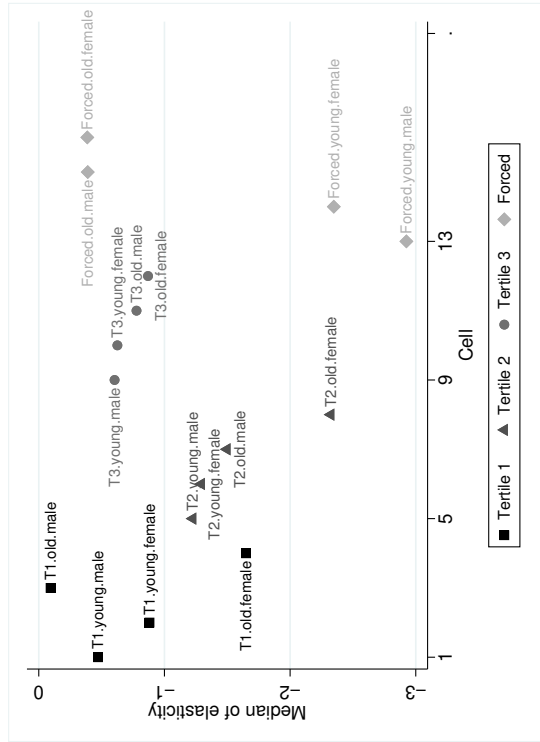 Median of elasticity
0
−1
−2
−3
T1.young.male
T1.young.female
T1.old.male
T1.old.female
T2.young.male
T2.young.female
T2.old.male
T2.old.female
T3.young.male
T3.young.female
T3.old.male
T3.old.female
Forced.young.male
Forced.young.female
Forced.old.male
Forced.old.female
1
5
9
13
.
Cell
Tertile 1
Tertile 2
Tertile 3
Forced